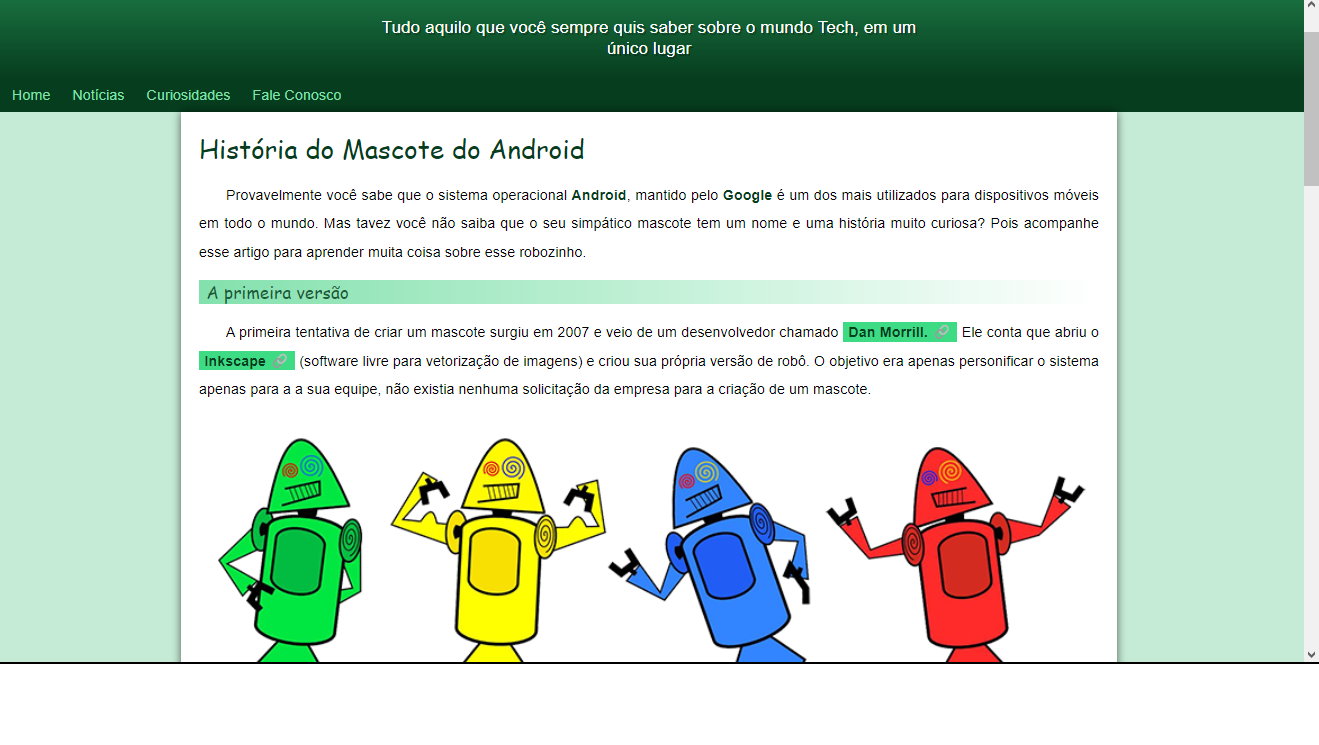 Tudo aquilo que você sempre quis saber sobre o mundo Tech, em um
único lugar
Home Notícias Curiosidades Fale Conosco
História do Mascote do Android
Provavelmente você sabe que o sistema operacional Android, mantido pelo Google é um dos mais utilizados para dispositivos móveis
em todo o mundo. Mas tavez você não saiba que o seu simpático mascote tem um nome e uma história muito curiosa? Pois acompanhe
esse artigo para aprender muita coisa sobre esse robozinho.
A primeira versão
A primeira tentativa de criar um mascote surgiu em 2007 e veio de um desenvolvedor chamado Dan Morrill. Ele conta que abriu o
Inkscape (software livre para vetorização de imagens) e criou sua própria versão de robô. O objetivo era apenas personificar o sistema
apenas para a a sua equipe, não existia nenhuma solicitação da empresa para a criação de um mascote.